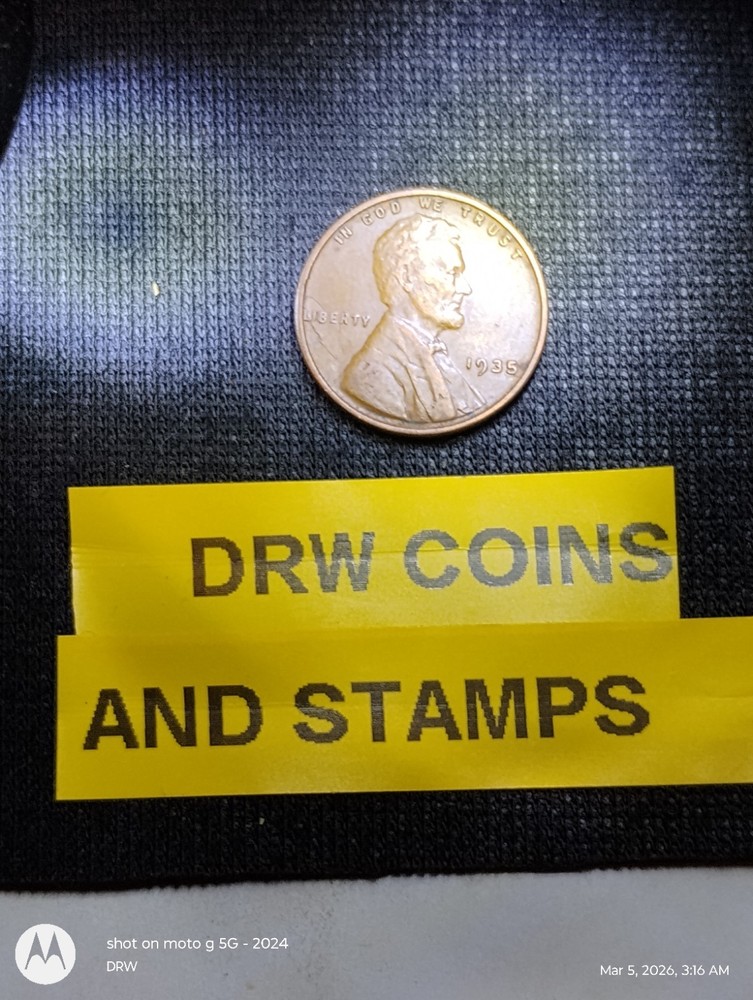 IN GOD WE TRUST
LIBERTY
1935
DRW COINS
AND STAMPS
shot on moto g 5G - 2024
DRW
Mar 5, 2026, 3:16 AM